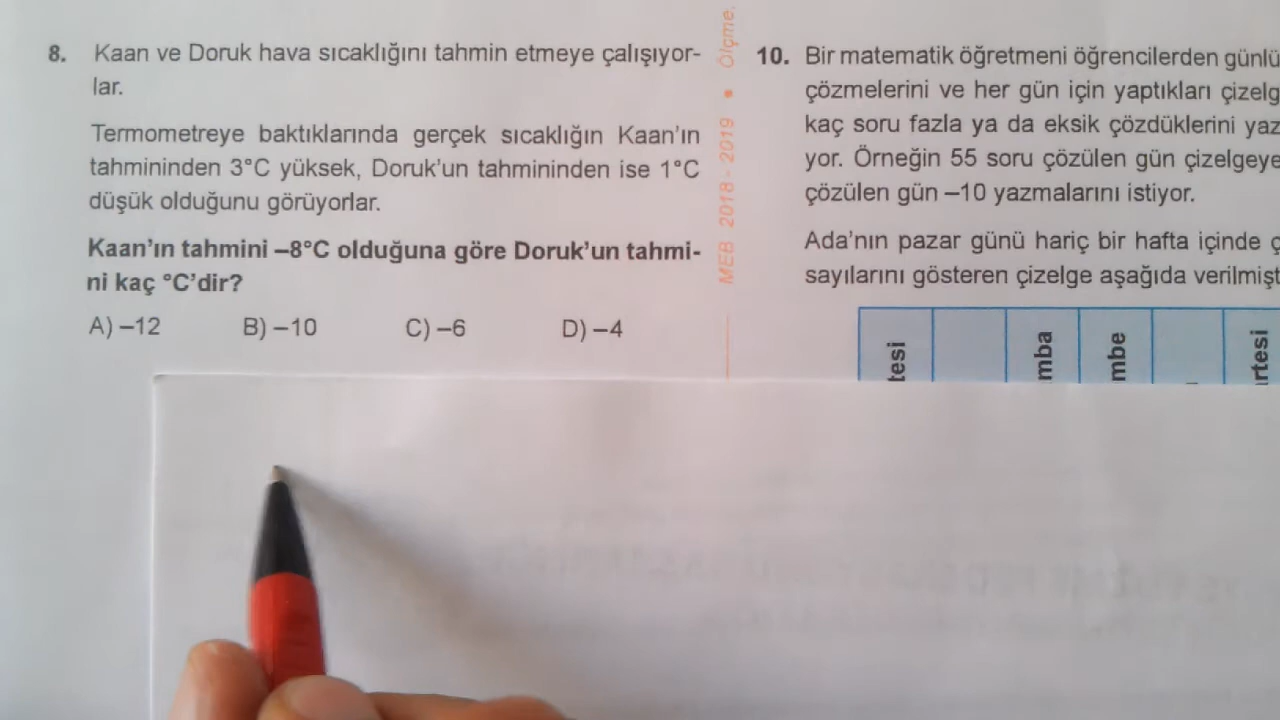 8. Kaan ve Doruk hava sıcaklığını tahmin etmeye çalışıyor-
lar.
Termometreye baktıklarında gerçek sıcaklığın Kaan'ın
tahmininden 3°C yüksek, Doruk'un tahmininden ise 1°C
düşük olduğunu görüyorlar.
Kaan'ın tahmini –8°C olduğuna göre Doruk'un tahmi-
ni kaç °C'dir?
A) –12 B) –10 C) –6 D) –4
MEB 2018 - 2019 • Ölçme,
10. Bir matematik öğretmeni öğrencilerden günlü
çözmelerini ve her gün için yaptıkları çizelg
kaç soru fazla ya da eksik çözdüklerini yaz
yor. Örneğin 55 soru çözülen gün çizelgeye
çözülen gün –10 yazmalarını istiyor.
Ada'nın pazar günü hariç bir hafta içinde ç
sayılarını gösteren çizelge aşağıda verilmişt
tesi
mba
mbe
rtesi